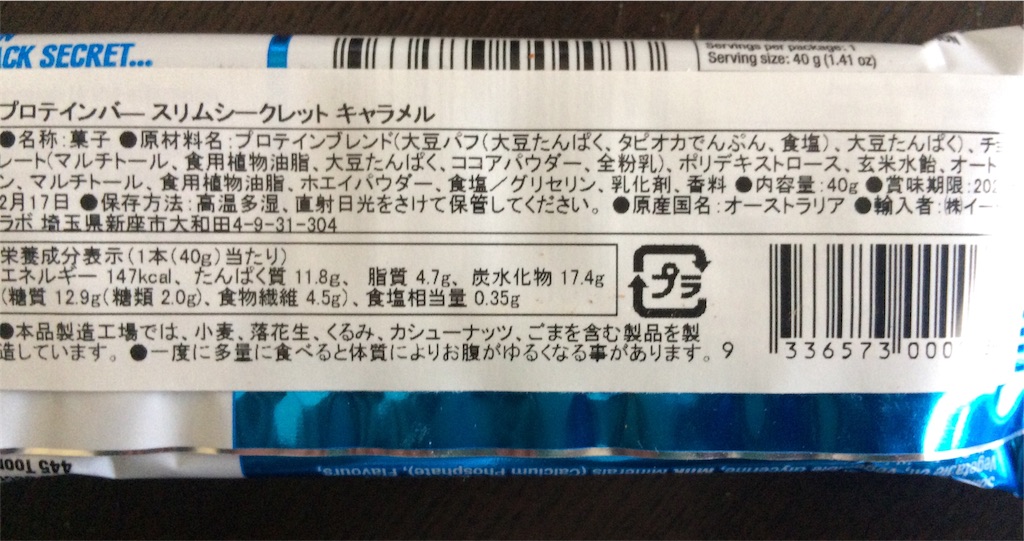 ACK SECRET...
Servings per package: 1
Serving size: 40 g (1.41 oz)
プロテインバー スリムシークレット キャラメル
●名称:菓子 ●原材料名:プロテインブレンド(大豆パフ(大豆たんぱく、タピオカでんぷん、食塩)、大豆たんぱく)、チョ
レート(マルチトール、食用植物油脂、大豆たんぱく、ココアパウダー、全粉乳)、ポリデキストロース、玄米水飴、オート
ン、マルチトール、食用植物油脂、ホエイパウダー、食塩/グリセリン、乳化剤、香料 ●内容量:40g ●賞味期限:202
2月17日 ●保存方法:高温多湿、直射日光をさけて保管してください。 ●原産国名:オーストラリア ●輸入者:㈱イー
ラボ 埼玉県新座市大和田4-9-31-304
栄養成分表示(1本(40g)当たり)
エネルギー 147kcal、たんぱく質 11.8g、 脂質 4.7g、炭水化物 17.4g
(糖質 12.9g(糖類 2.0g)、食物繊維 4.5g)、食塩相当量 0.35g
プラ
●本品製造工場では、小麦、落花生、くるみ、カシューナッツ、ごまを含む製品を製
造しています。 ●一度に多量に食べると体質によりお腹がゆるくなる事があります。
9 336573 000
Glycerine, Milk Minerals (Calcium Phosphate), Flavours,
445